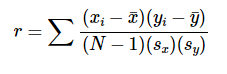 r = ∑ (xᵢ − x̄)(yᵢ − ȳ) / (N − 1)(sₓ)(s_y)